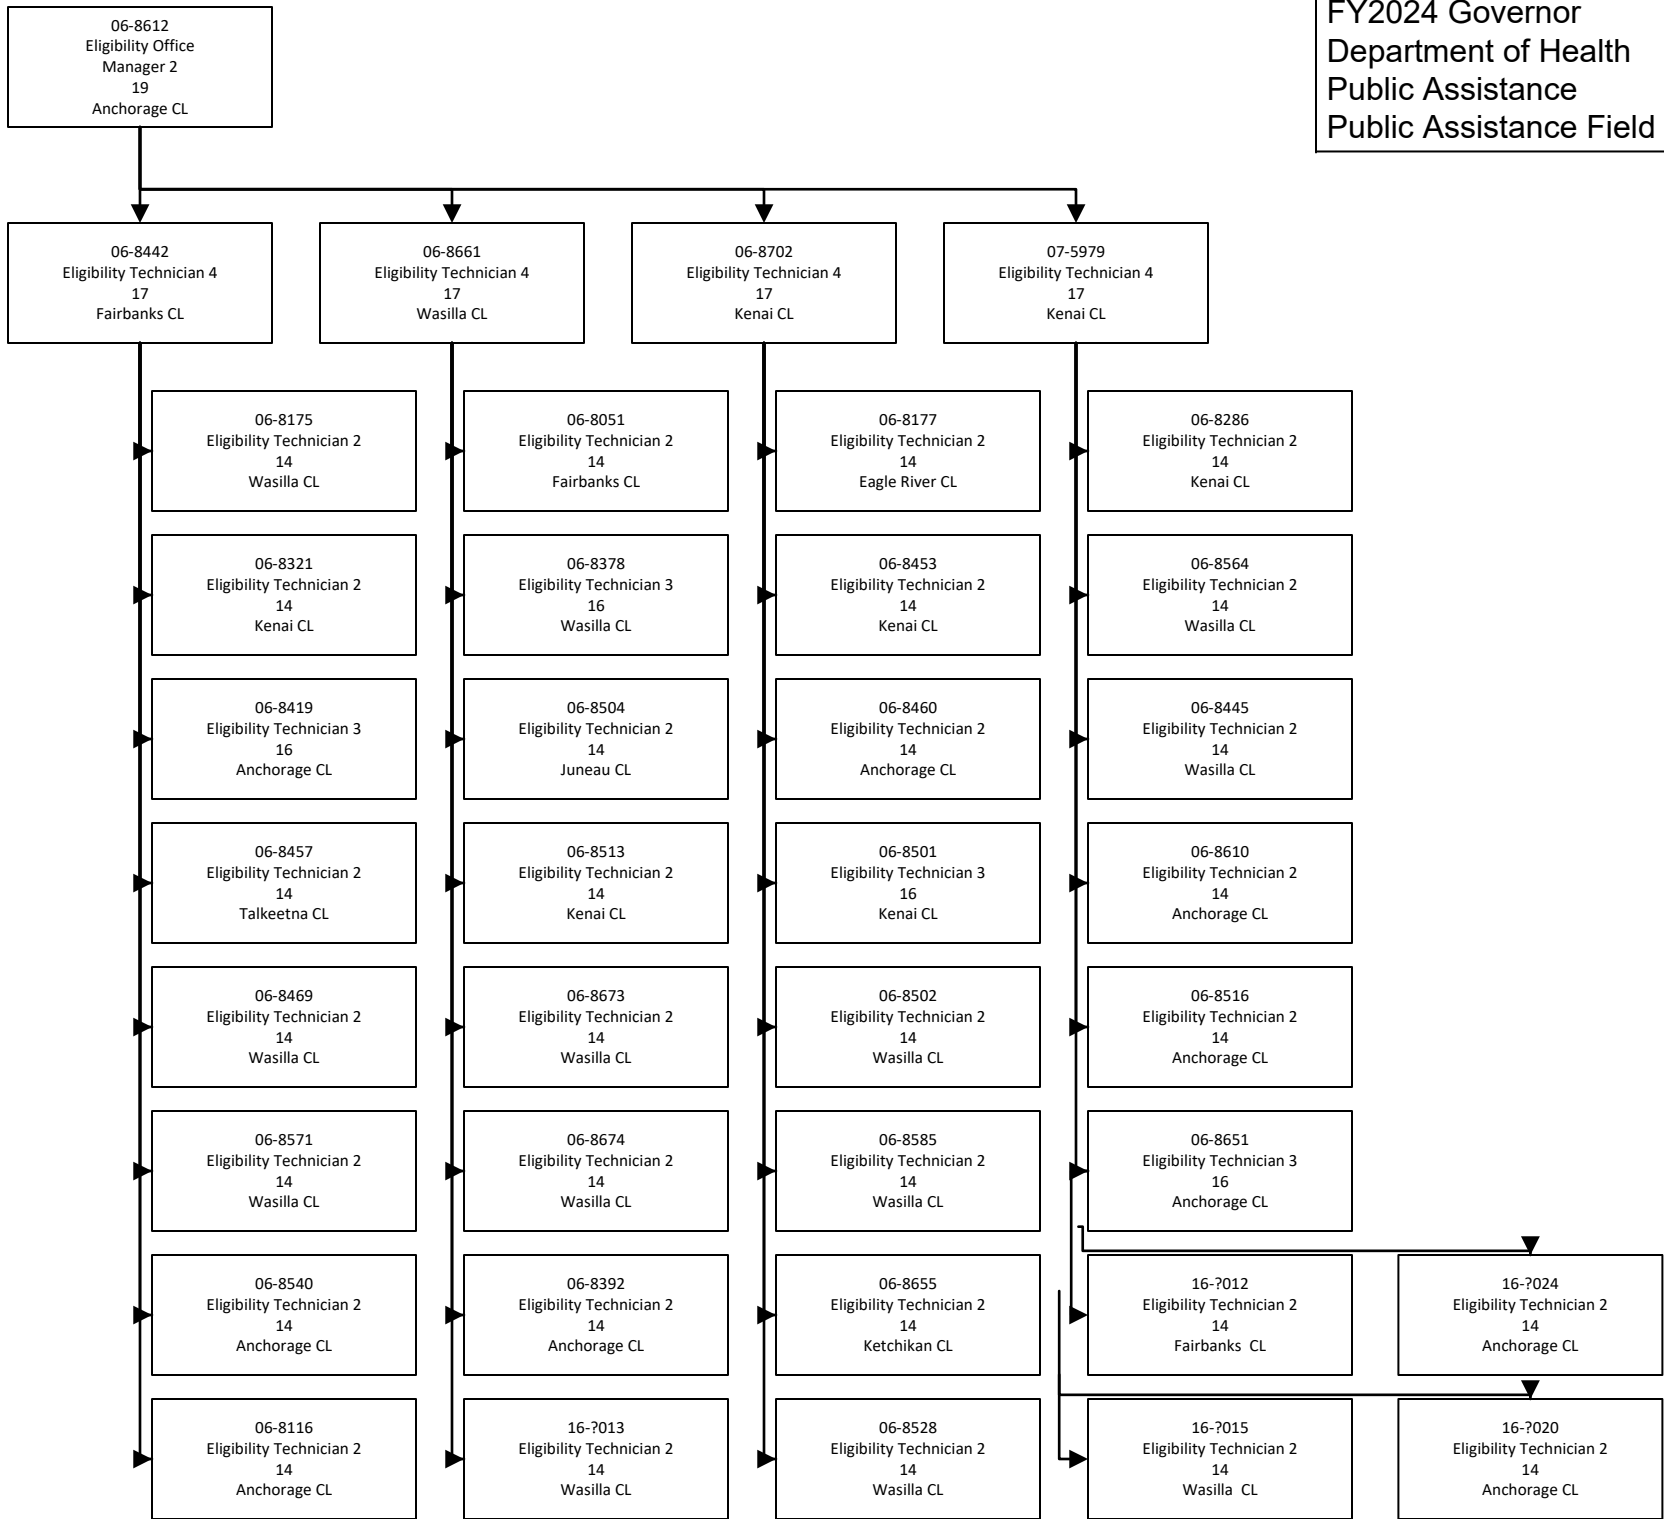 06-8612
Eligibility Office
Manager 2
19
Anchorage CL
FY2024 Governor
Department of Health
Public Assistance
Public Assistance Field
06-8442
Eligibility Technician 4
17
Fairbanks CL
06-8661
Eligibility Technician 4
17
Wasilla CL
06-8702
Eligibility Technician 4
17
Kenai CL
07-5979
Eligibility Technician 4
17
Kenai CL
06-8175
Eligibility Technician 2
14
Wasilla CL
06-8051
Eligibility Technician 2
14
Fairbanks CL
06-8177
Eligibility Technician 2
14
Eagle River CL
06-8286
Eligibility Technician 2
14
Kenai CL
06-8321
Eligibility Technician 2
14
Kenai CL
06-8378
Eligibility Technician 3
16
Wasilla CL
06-8453
Eligibility Technician 2
14
Kenai CL
06-8564
Eligibility Technician 2
14
Wasilla CL
06-8419
Eligibility Technician 3
16
Anchorage CL
06-8504
Eligibility Technician 2
14
Juneau CL
06-8460
Eligibility Technician 2
14
Anchorage CL
06-8445
Eligibility Technician 2
14
Wasilla CL
06-8457
Eligibility Technician 2
14
Talkeetna CL
06-8513
Eligibility Technician 2
14
Kenai CL
06-8501
Eligibility Technician 3
16
Kenai CL
06-8610
Eligibility Technician 2
14
Anchorage CL
06-8469
Eligibility Technician 2
14
Wasilla CL
06-8673
Eligibility Technician 2
14
Wasilla CL
06-8502
Eligibility Technician 2
14
Wasilla CL
06-8516
Eligibility Technician 2
14
Anchorage CL
06-8571
Eligibility Technician 2
14
Wasilla CL
06-8674
Eligibility Technician 2
14
Wasilla CL
06-8585
Eligibility Technician 2
14
Wasilla CL
06-8651
Eligibility Technician 3
16
Anchorage CL
06-8540
Eligibility Technician 2
14
Anchorage CL
06-8392
Eligibility Technician 2
14
Anchorage CL
06-8655
Eligibility Technician 2
14
Ketchikan CL
16-?012
Eligibility Technician 2
14
Fairbanks CL
16-?024
Eligibility Technician 2
14
Anchorage CL
06-8116
Eligibility Technician 2
14
Anchorage CL
16-?013
Eligibility Technician 2
14
Wasilla CL
06-8528
Eligibility Technician 2
14
Wasilla CL
16-?015
Eligibility Technician 2
14
Wasilla CL
16-?020
Eligibility Technician 2
14
Anchorage CL